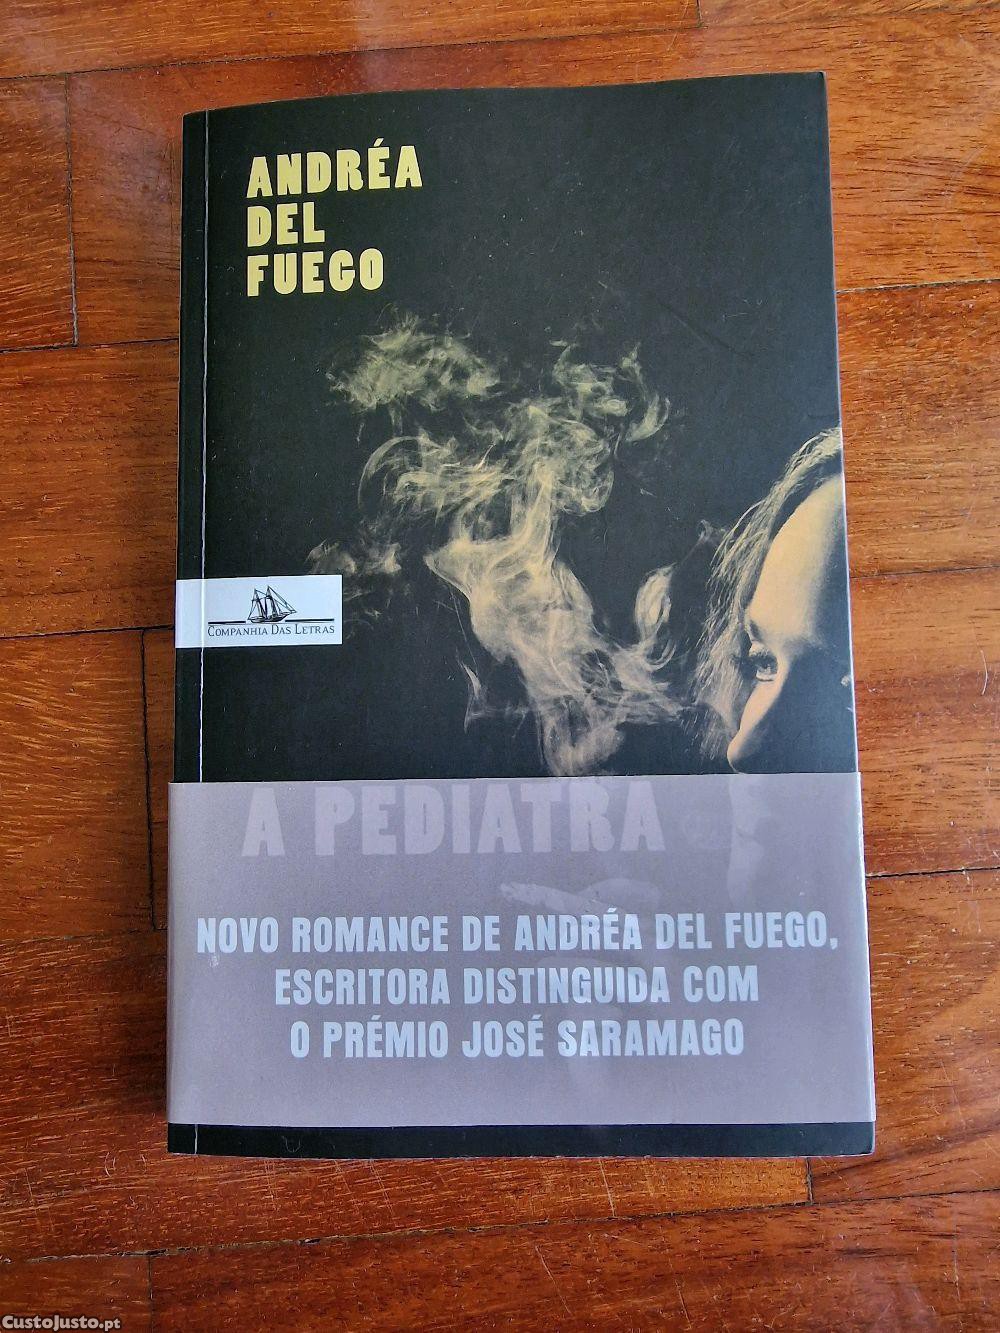 ANDRÉA
DEL
FUEGO
COMPANHIA DAS LETRAS
A PEDIATRA
NOVO ROMANCE DE ANDRÉA DEL FUEGO,
ESCRITORA DISTINGUIDA COM
O PRÉMIO JOSÉ SARAMAGO
CustoJusto.pt